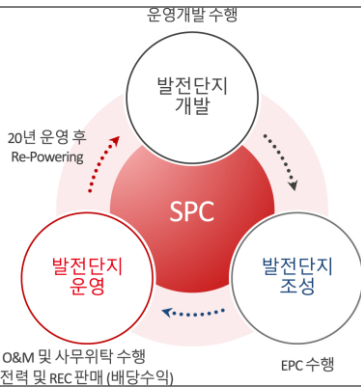 운영개발 수행
발전단지
개발
20년 운영 후
Re-Powering
SPC
발전단지
운영
발전단지
조성
O&M 및 사무위탁 수행
전력 및 REC 판매 (배당수익)
EPC 수행